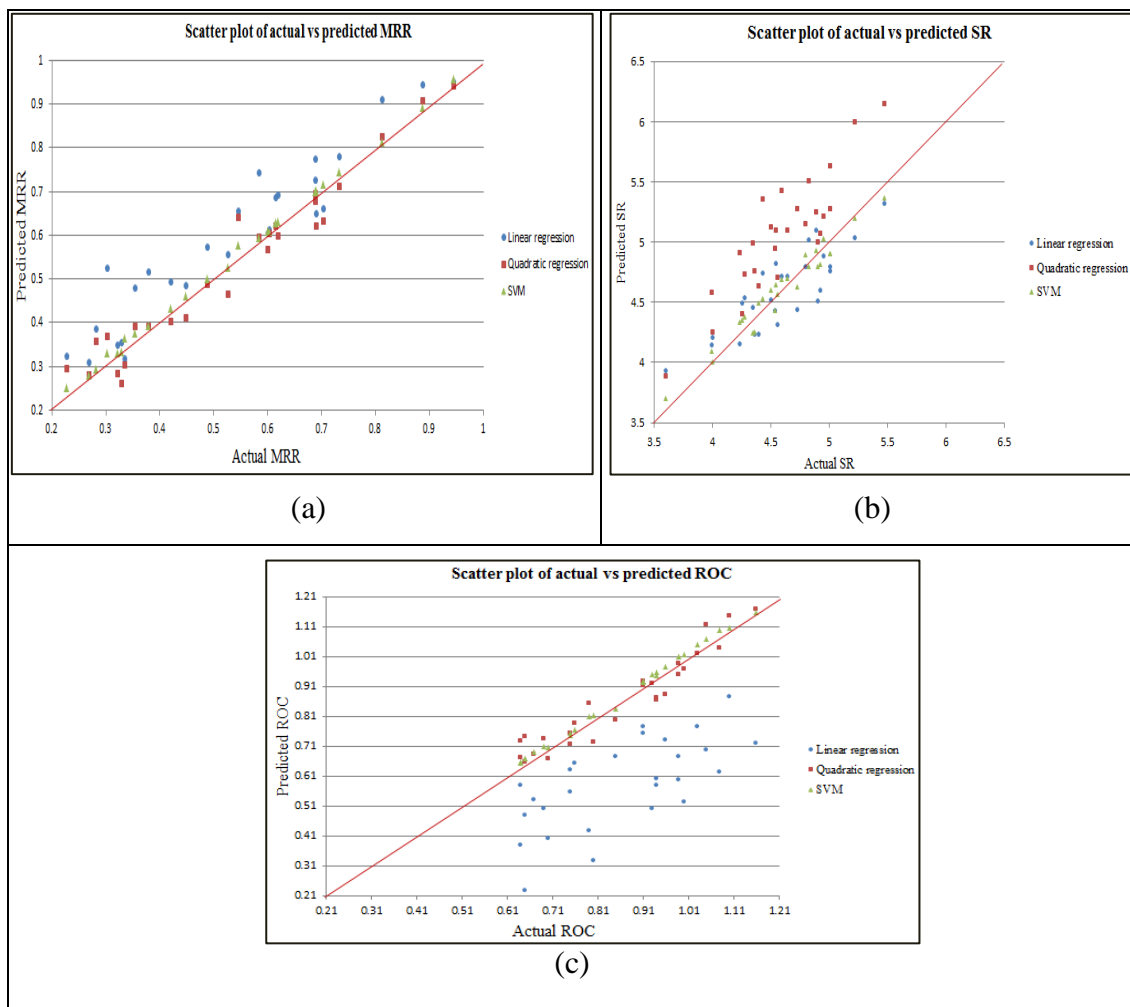 Scatter plot of actual vs predicted MRR
1
0.9
0.8
0.7
0.6
0.5
0.4
0.3
0.2
Predicted MRR
0.2 0.3 0.4 0.5 0.6 0.7 0.8 0.9 1
Actual MRR
Linear regression
Quadratic regression
SVM
(a)
Scatter plot of actual vs predicted SR
6.5
6
5.5
5
4.5
4
3.5
Predicted SR
3.5 4 4.5 5 5.5 6 6.5
Actual SR
Linear regression
Quadratic regression
SVM
(b)
Scatter plot of actual vs predicted ROC
1.21
1.11
1.01
0.91
0.81
0.71
0.61
0.51
0.41
0.31
0.21
Predicted ROC
0.21 0.31 0.41 0.51 0.61 0.71 0.81 0.91 1.01 1.11 1.21
Actual ROC
Linear regression
Quadratic regression
SVM
(c)